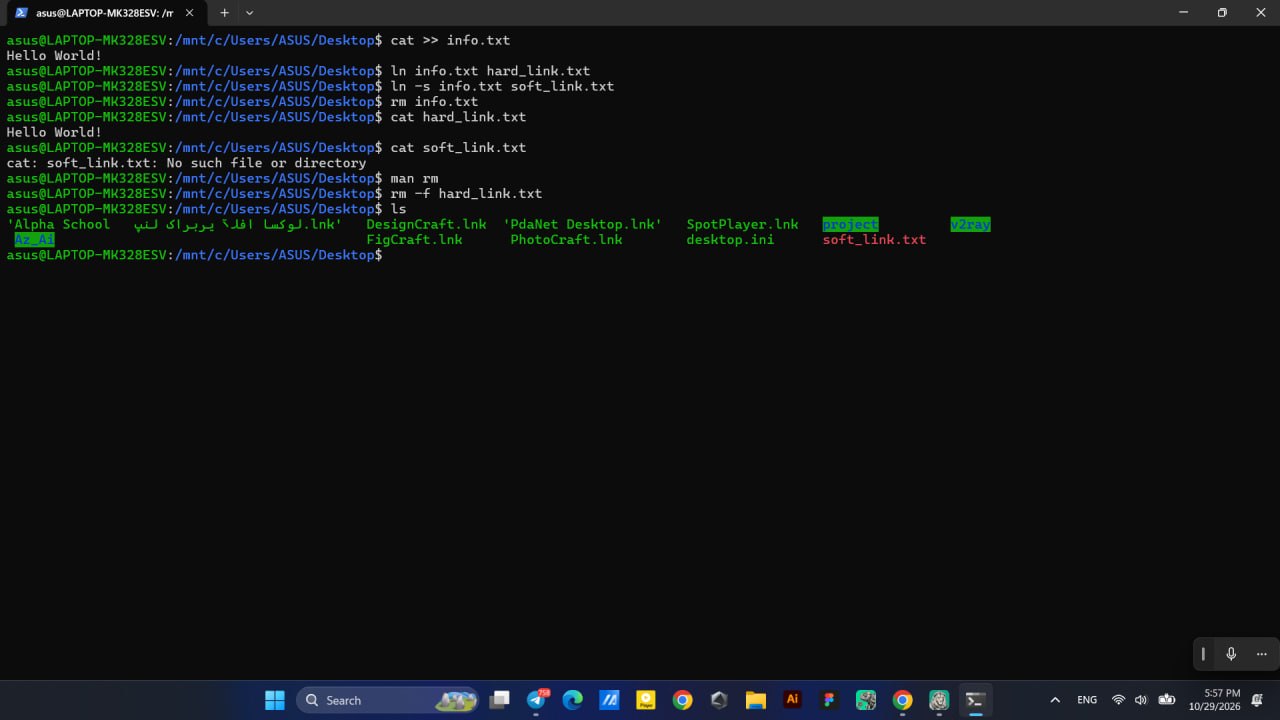 asus@LAPTOP-MK328ESV: /m
asus@LAPTOP-MK328ESV:/mnt/c/Users/ASUS/Desktop$ cat >> info.txt
Hello World!
asus@LAPTOP-MK328ESV:/mnt/c/Users/ASUS/Desktop$ ln info.txt hard_link.txt
asus@LAPTOP-MK328ESV:/mnt/c/Users/ASUS/Desktop$ ln -s info.txt soft_link.txt
asus@LAPTOP-MK328ESV:/mnt/c/Users/ASUS/Desktop$ rm info.txt
asus@LAPTOP-MK328ESV:/mnt/c/Users/ASUS/Desktop$ cat hard_link.txt
Hello World!
asus@LAPTOP-MK328ESV:/mnt/c/Users/ASUS/Desktop$ cat soft_link.txt
cat: soft_link.txt: No such file or directory
asus@LAPTOP-MK328ESV:/mnt/c/Users/ASUS/Desktop$ man rm
asus@LAPTOP-MK328ESV:/mnt/c/Users/ASUS/Desktop$ rm -f hard_link.txt
asus@LAPTOP-MK328ESV:/mnt/c/Users/ASUS/Desktop$ ls
'Alpha School پنل کاربری اسکول.lnk' DesignCraft.lnk 'PdaNet Desktop.lnk' SpotPlayer.lnk project v2ray
Az_Ai FigCraft.lnk PhotoCraft.lnk desktop.ini soft_link.txt
asus@LAPTOP-MK328ESV:/mnt/c/Users/ASUS/Desktop$
Search
758
Player
Ai
ENG
5:57 PM
10/29/2026